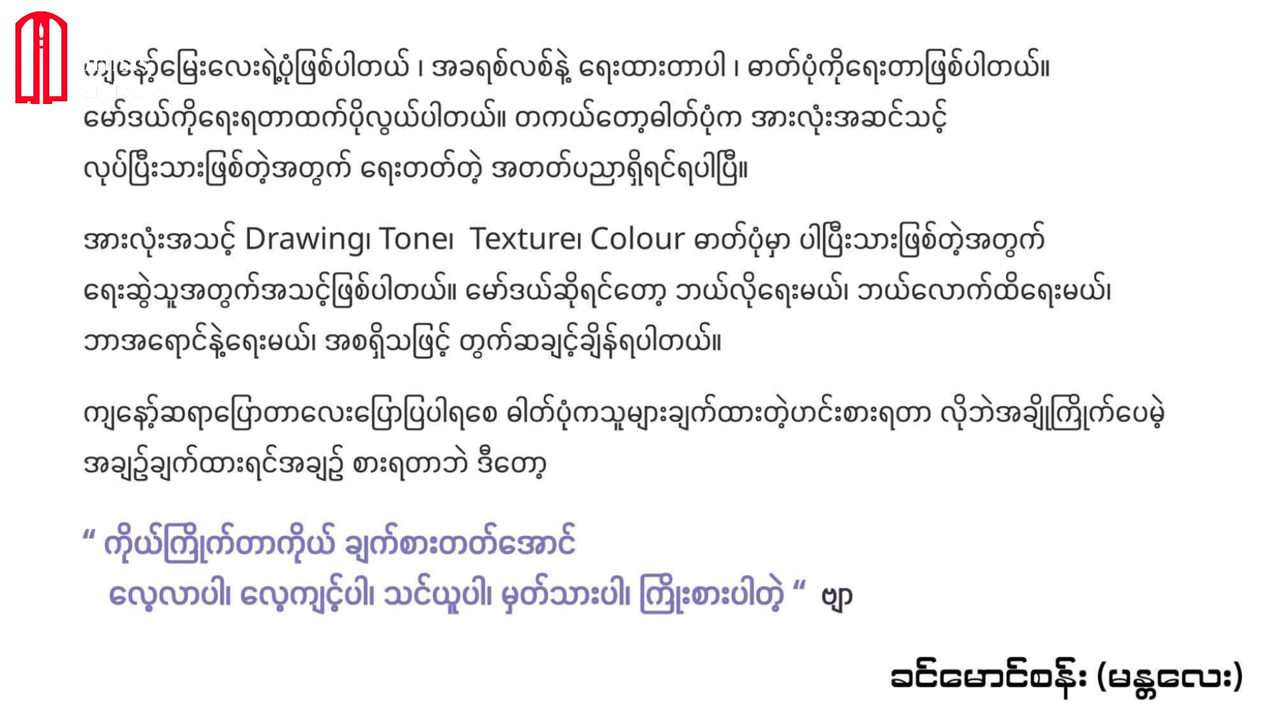 ကျနော့်မြေးလေးရဲ့ပုံဖြစ်ပါတယ် ၊ အခရစ်လစ်နဲ့ ရေးထားတာပါ ၊ ဓာတ်ပုံကိုရေးတာဖြစ်ပါတယ်။
မော်ဒယ်ကိုရေးရတာထက်ပိုလွယ်ပါတယ်။ တကယ်တော့ဓါတ်ပုံက အားလုံးအဆင်သင့်
လုပ်ပြီးသားဖြစ်တဲ့အတွက် ရေးတတ်တဲ့ အတတ်ပညာရှိရင်ရပါပြီ။
အားလုံးအသင့် Drawing၊ Tone၊ Texture၊ Colour ဓာတ်ပုံမှာ ပါပြီးသားဖြစ်တဲ့အတွက်
ရေးဆွဲသူအတွက်အသင့်ဖြစ်ပါတယ်။ မော်ဒယ်ဆိုရင်တော့ ဘယ်လိုရေးမယ်၊ ဘယ်လောက်ထိရေးမယ်၊
ဘာအရောင်နဲ့ရေးမယ်၊ အစရှိသဖြင့် တွက်ဆချင့်ချိန်ရပါတယ်။
ကျနော့်ဆရာပြောတာလေးပြောပြပါရစေ ဓါတ်ပုံကသူများချက်ထားတဲ့ဟင်းစားရတာ လိုဘဲအချိုကြိုက်ပေမဲ့
အချဥ်ချက်ထားရင်အချဥ် စားရတာဘဲ ဒီတော့
“ ကိုယ်ကြိုက်တာကိုယ် ချက်စားတတ်အောင်
လေ့လာပါ၊ လေ့ကျင့်ပါ၊ သင်ယူပါ၊ မှတ်သားပါ၊ ကြိုးစားပါတဲ့ “ ဗျာ
ခင်မောင်စန်း (မန္တလေး)